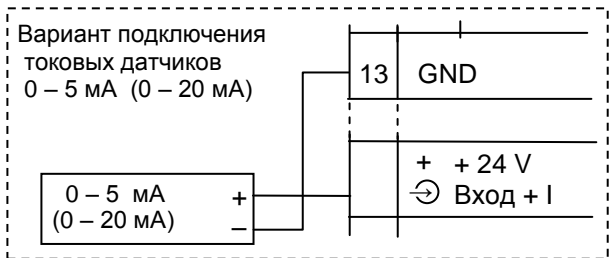 Вариант подключения
токовых датчиков
0 – 5 мА (0 – 20 мА)
13 GND
+ + 24 V
Вход + I
0 – 5 мА +
(0 – 20 мА) –